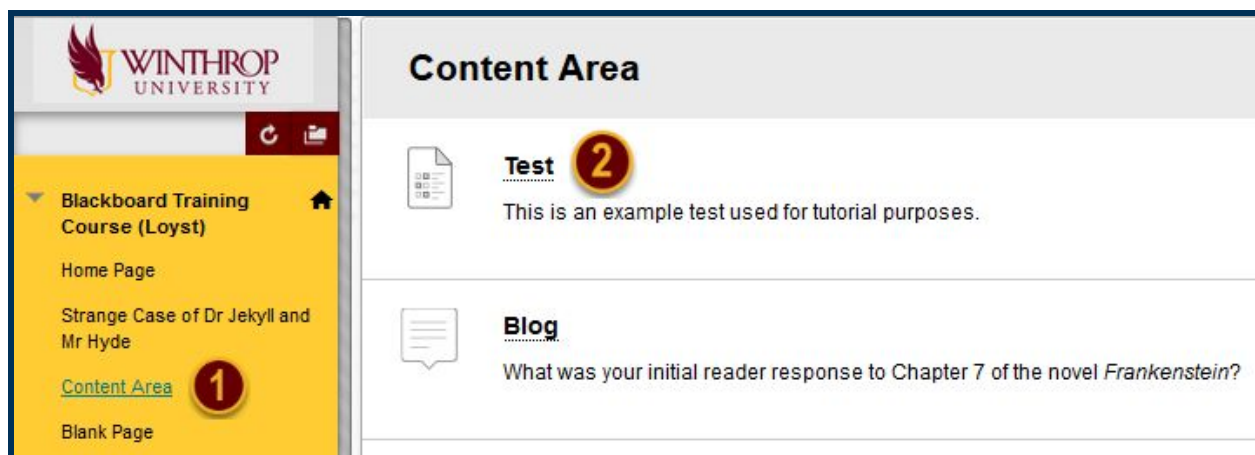 WINTHROP
UNIVERSITY
Blackboard Training
Course (Loyst)
Home Page
Strange Case of Dr Jekyll and
Mr Hyde
Content Area
1
Blank Page
Content Area
Test
2
This is an example test used for tutorial purposes.
Blog
What was your initial reader response to Chapter 7 of the novel Frankenstein?